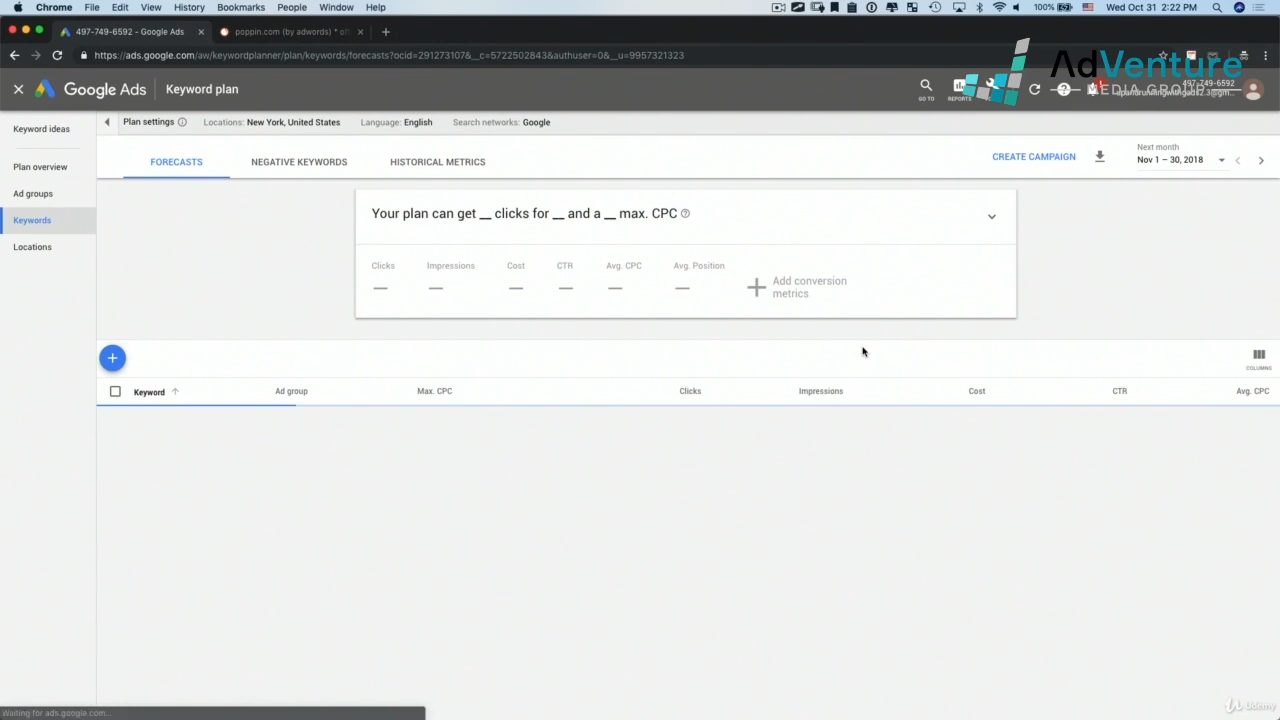 Chrome File Edit View History Bookmarks People Window Help 100% Wed Oct 31 2:22 PM
497-749-6592 - Google Ads × poppin.com (by adwords) * of × +
https://ads.google.com/aw/keywordplanner/plan/keywords/forecasts?ocid=291273107&__c=5722502843&authuser=0&__u=9957321323
AdVenture
MEDIA GROUP
× Google Ads Keyword plan
GO TO REPORTS
497-749-6592
Keyword ideas
Plan overview
Ad groups
Keywords
Locations
Plan settings Locations: New York, United States Language: English Search networks: Google
FORECASTS NEGATIVE KEYWORDS HISTORICAL METRICS
CREATE CAMPAIGN
Next month
Nov 1 – 30, 2018
Your plan can get __ clicks for __ and a __ max. CPC
Clicks Impressions Cost CTR Avg. CPC Avg. Position
— — — — — —
Add conversion
metrics
+
COLUMNS
Keyword Ad group Max. CPC Clicks Impressions Cost CTR Avg. CPC
Waiting for ads.google.com...
Udemy